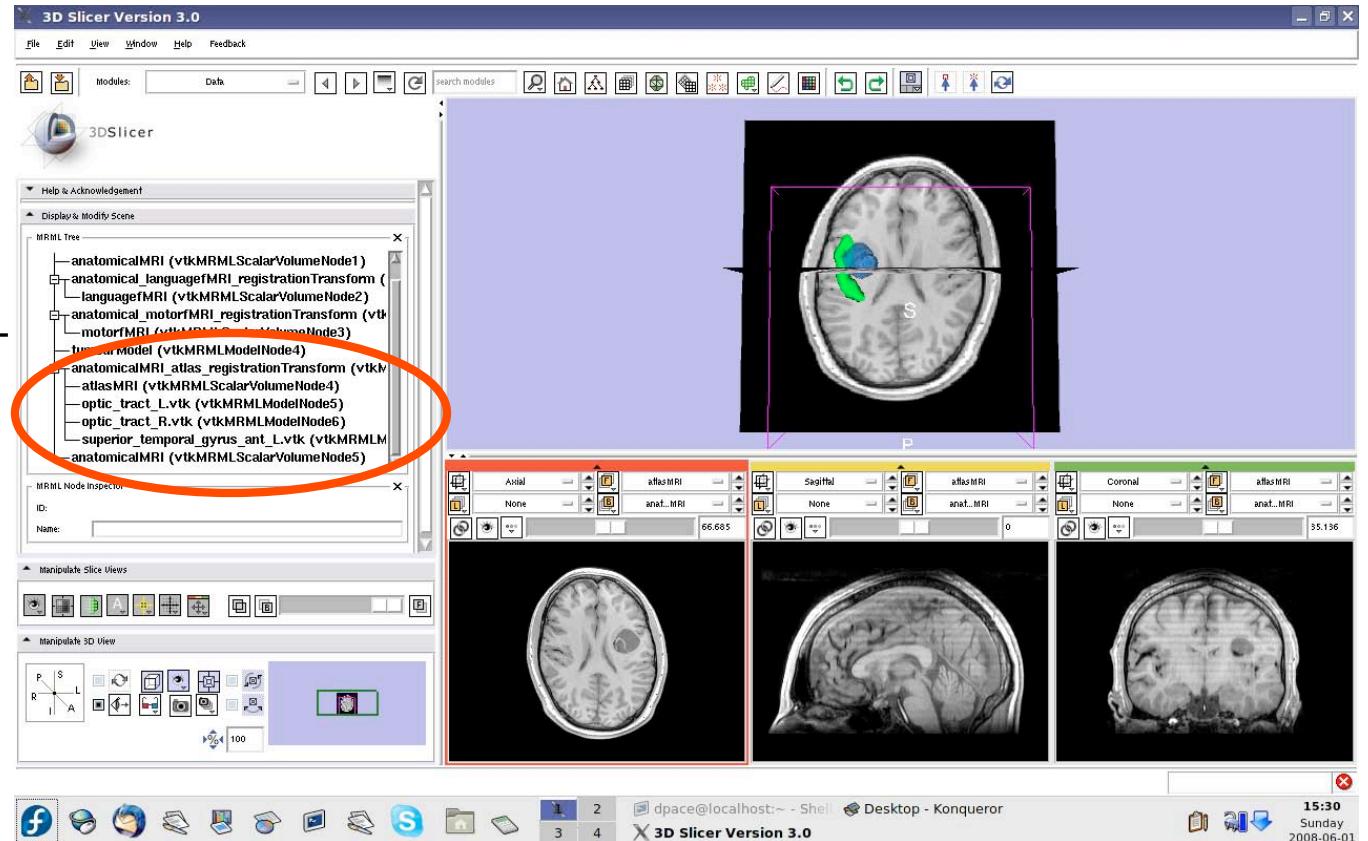 3D Slicer Version 3.0
File Edit View Window Help Feedback
Modules: Data search modules
3DSlicer
Help & Acknowledgement
Display & Modify Scene
MRML Tree
anatomicalMRI (vtkMRMLScalarVolumeNode1)
anatomical_languagefMRI_registrationTransform (
languagefMRI (vtkMRMLScalarVolumeNode2)
anatomical_motorfMRI_registrationTransform (vtk
motorfMRI (vtkMRMLScalarVolumeNode3)
tumourModel (vtkMRMLModelNode4)
anatomicalMRI_atlas_registrationTransform (vtkM
atlasMRI (vtkMRMLScalarVolumeNode4)
optic_tract_L.vtk (vtkMRMLModelNode5)
optic_tract_R.vtk (vtkMRMLModelNode6)
superior_temporal_gyrus_ant_L.vtk (vtkMRMLM
anatomicalMRI (vtkMRMLScalarVolumeNode5)
MRML Node Inspector
ID:
Name:
Manipulate Slice Views
A B F
Manipulate 3D View
P S
R L
I A
% 100
S
P
Axial F atlasMRI
L None B anat...MRI
66.685
Sagittal F atlasMRI
L None B anat...MRI
0
Coronal F atlasMRI
L None B anat...MRI
35.136
1 2 dpace@localhost:~ - Shell Desktop - Konqueror
3 4 3D Slicer Version 3.0
15:30
Sunday
2008-06-01